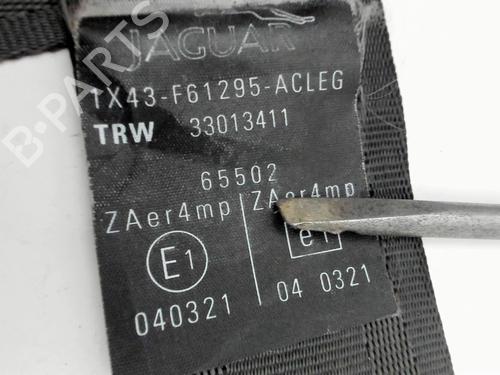 JAGUAR
1X43-F61295-ACLEG
TRW 33013411
65502
ZAer4mp ZAer4mp
E1 e1
040321 04 0321
B-PARTS